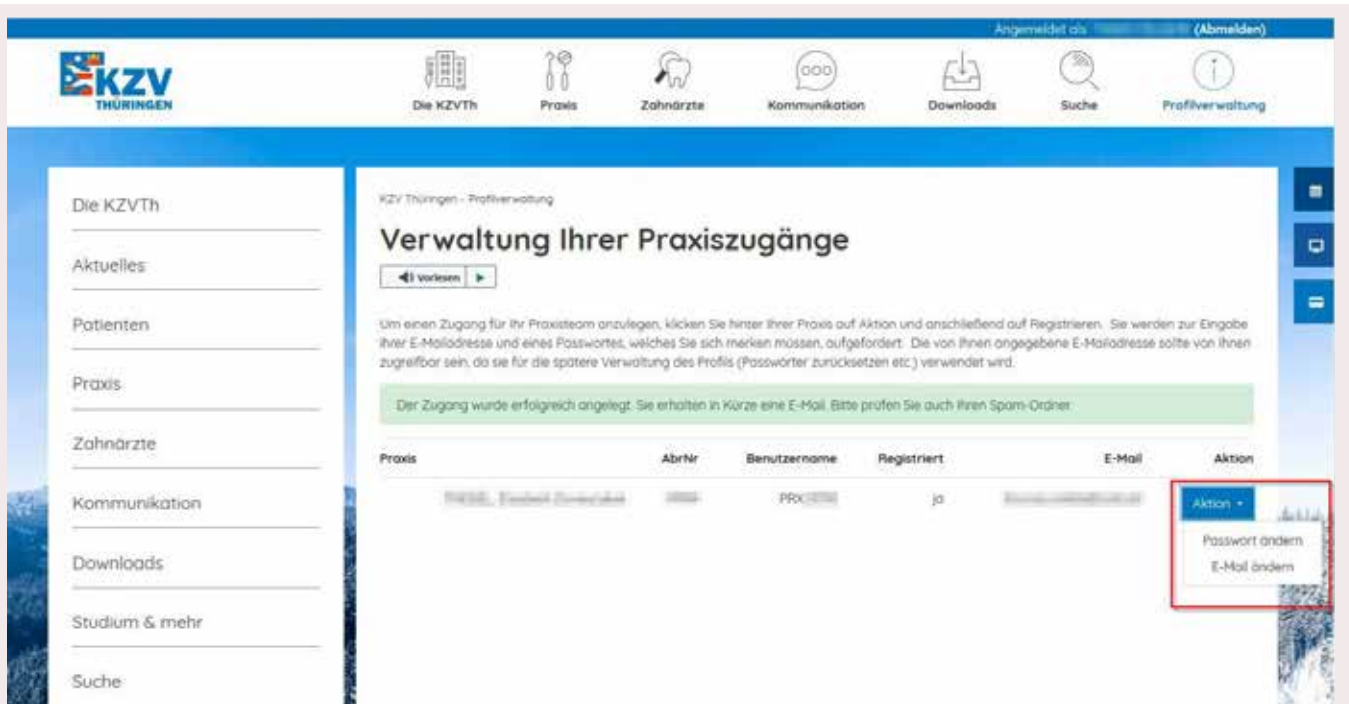 Angemeldet als (Abmelden)
KZV
THÜRINGEN
Die KZVTh Praxis Zahnärzte Kommunikation Downloads Suche Profilverwaltung
Die KZVTh
Aktuelles
Patienten
Praxis
Zahnärzte
Kommunikation
Downloads
Studium & mehr
Suche
KZV Thüringen - Profilverwaltung
Verwaltung Ihrer Praxiszugänge
Vorlesen
Um einen Zugang für Ihr Praxisteam anzulegen, klicken Sie hinter Ihrer Praxis auf Aktion und anschließend auf Registrieren. Sie werden zur Eingabe
Ihrer E-Mailadresse und eines Passwortes, welches Sie sich merken müssen, aufgefordert. Die von Ihnen angegebene E-Mailadresse sollte von Ihnen
zugreifbar sein, da sie für die spätere Verwaltung des Profils (Passwörter zurücksetzen etc.) verwendet wird.
Der Zugang wurde erfolgreich angelegt. Sie erhalten in Kürze eine E-Mail. Bitte prüfen Sie auch Ihren Spam-Ordner.
Praxis AbrNr Benutzername Registriert E-Mail Aktion
PRX ja Aktion
Passwort ändern
E-Mail ändern